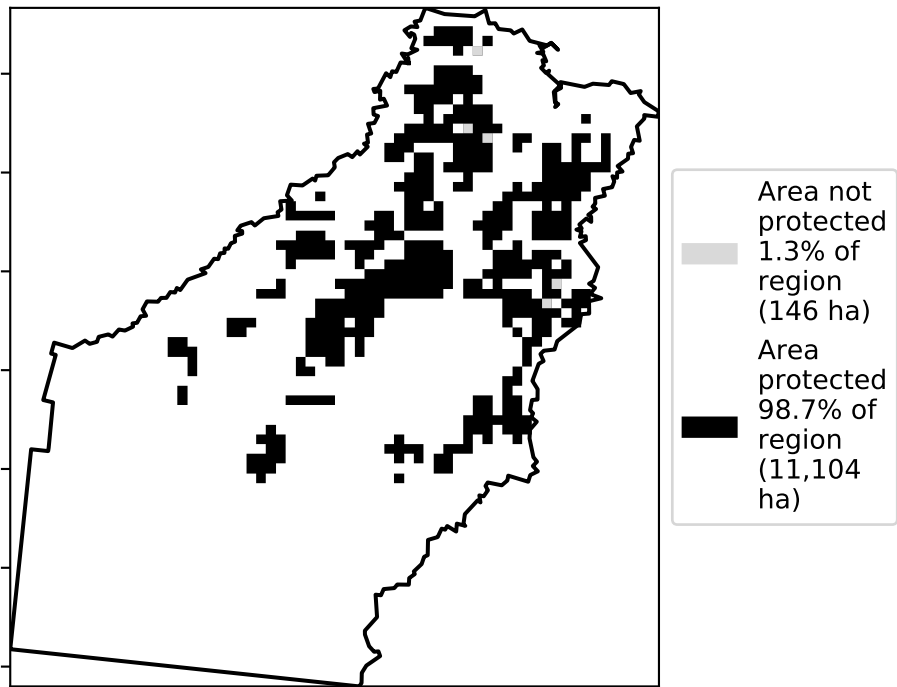 Area not
protected
1.3% of
region
(146 ha)
Area
protected
98.7% of
region
(11,104
ha)